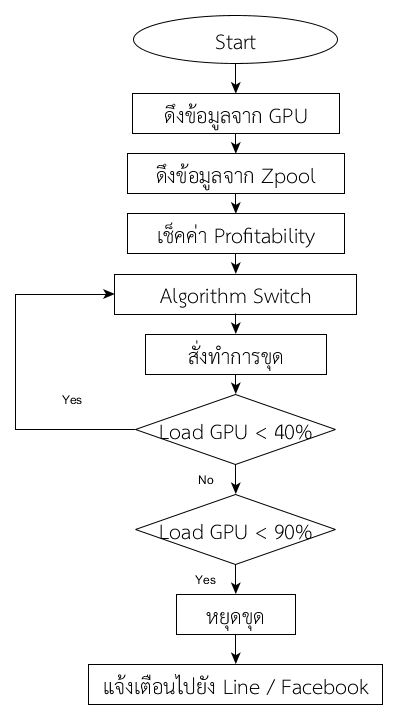 Start
ดึงข้อมูลจาก GPU
ดึงข้อมูลจาก Zpool
เช็คค่า Profitability
Algorithm Switch
สั่งทำการขุด
Yes
Load GPU < 40%
No
Load GPU < 90%
Yes
หยุดขุด
แจ้งเตือนไปยัง Line / Facebook